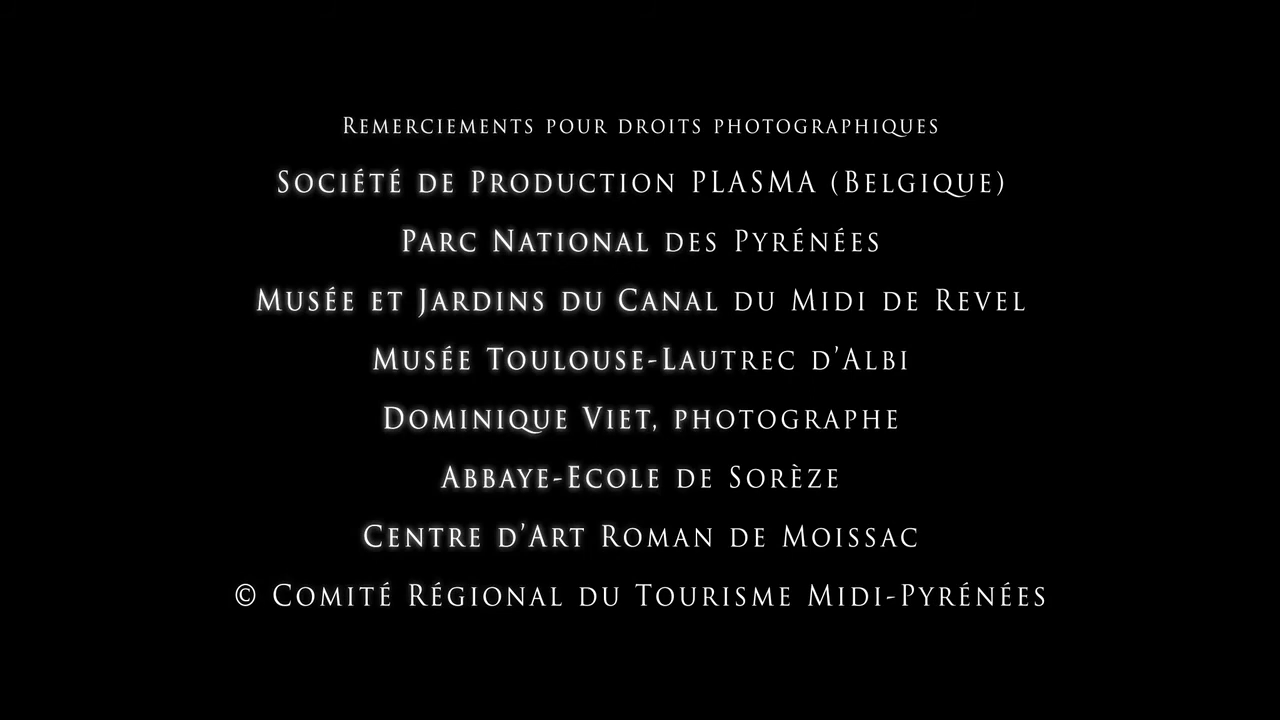 Remerciements pour droits photographiques
Société de Production PLASMA (Belgique)
Parc National des Pyrénées
Musée et Jardins du Canal du Midi de Revel
Musée Toulouse-Lautrec d’Albi
Dominique Viet, photographe
Abbaye-Ecole de Sorèze
Centre d’Art Roman de Moissac
© Comité Régional du Tourisme Midi-Pyrénées